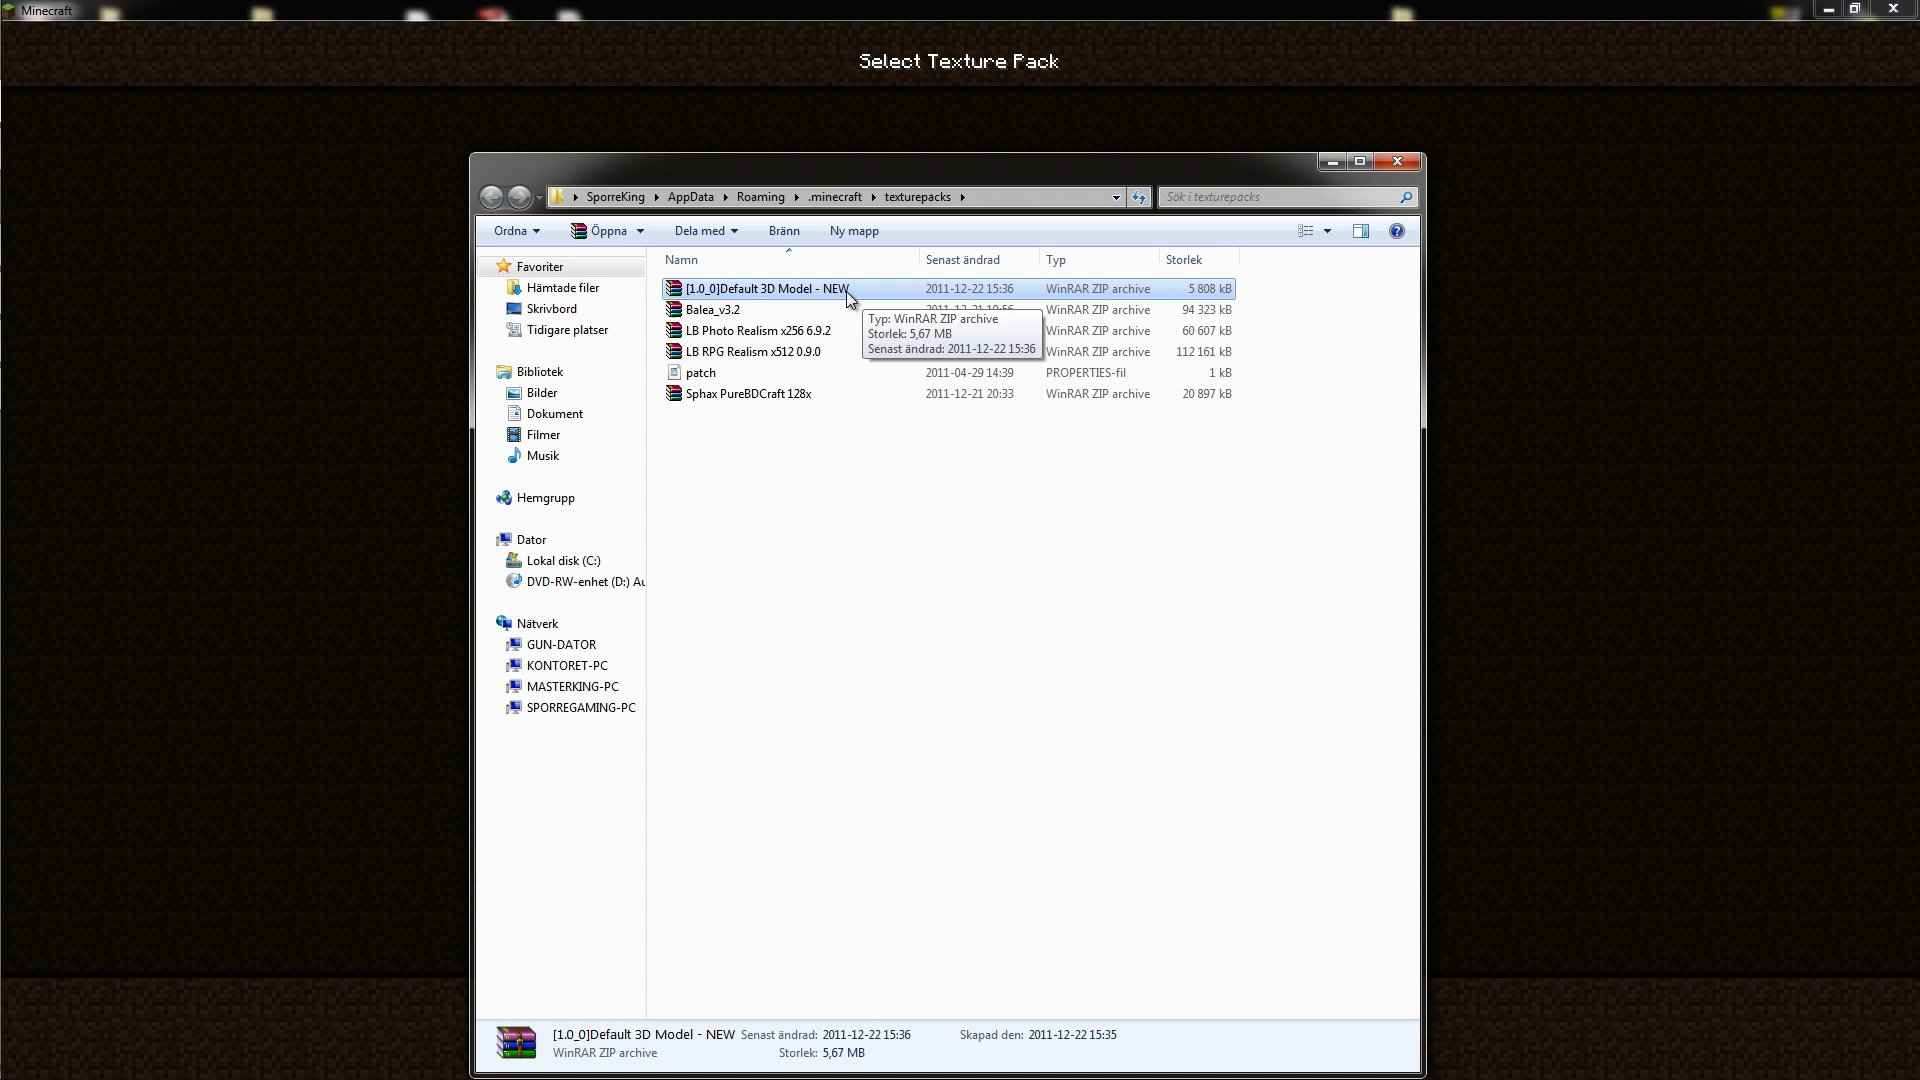 Minecraft
Select Texture Pack
SporreKing AppData Roaming .minecraft texturepacks
Sök i texturepacks
Ordna Öppna Dela med Bränn Ny mapp
Namn Senast ändrad Typ Storlek
Favoriter
Hämtade filer
Skrivbord
Tidigare platser
Bibliotek
Bilder
Dokument
Filmer
Musik
Hemgrupp
Dator
Lokal disk (C:)
DVD-RW-enhet (D:) Au
Nätverk
GUN-DATOR
KONTORET-PC
MASTERKING-PC
SPORREGAMING-PC
[1.0_0]Default 3D Model - NEW 2011-12-22 15:36 WinRAR ZIP archive 5 808 kB
Balea_v3.2 WinRAR ZIP archive 94 323 kB
LB Photo Realism x256 6.9.2 WinRAR ZIP archive 60 607 kB
LB RPG Realism x512 0.9.0 WinRAR ZIP archive 112 161 kB
patch 2011-04-29 14:39 PROPERTIES-fil 1 kB
Sphax PureBDCraft 128x 2011-12-21 20:33 WinRAR ZIP archive 20 897 kB
Typ: WinRAR ZIP archive
Storlek: 5,67 MB
Senast ändrad: 2011-12-22 15:36
[1.0_0]Default 3D Model - NEW Senast ändrad: 2011-12-22 15:36 Skapad den: 2011-12-22 15:35
WinRAR ZIP archive Storlek: 5,67 MB